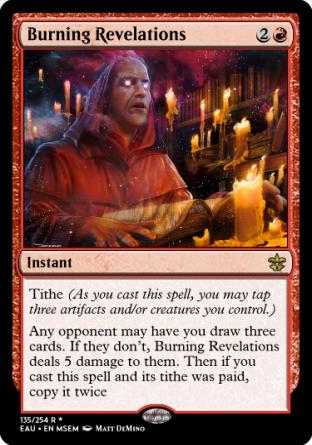 Burning Revelations 2
Instant
Tithe (As you cast this spell, you may tap
three artifacts and/or creatures you control.)
Any opponent may have you draw three
cards. If they don't, Burning Revelations
deals 5 damage to them. Then if you
cast this spell and its tithe was paid,
copy it twice
135/254 R *
EAU • EN MSEM MATT DEMINO